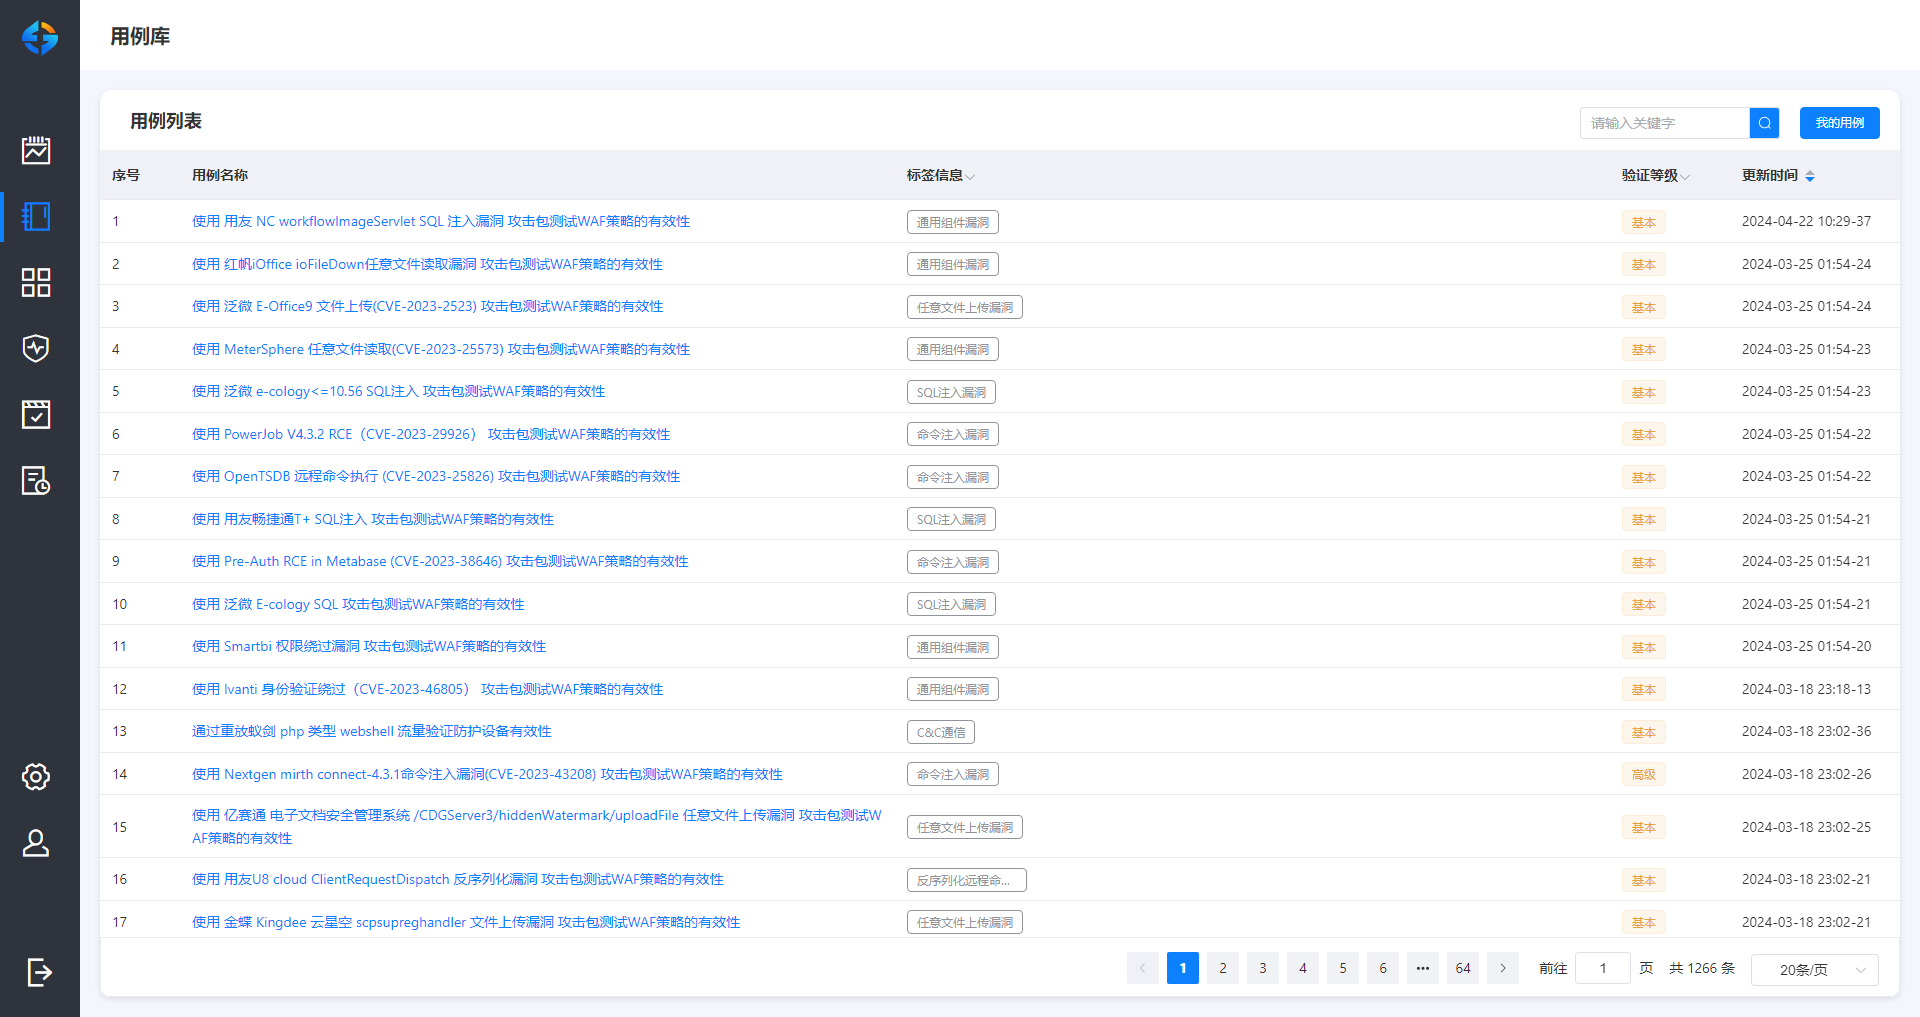 用例库
用例列表
请输入关键字 我的用例
序号 用例名称 标签信息 验证等级 更新时间
1 使用 用友 NC workflowImageServlet SQL 注入漏洞 攻击包测试WAF策略的有效性 通用组件漏洞 基本 2024-04-22 10:29-37
2 使用 红帆iOffice ioFileDown任意文件读取漏洞 攻击包测试WAF策略的有效性 通用组件漏洞 基本 2024-03-25 01:54-24
3 使用 泛微 E-Office9 文件上传(CVE-2023-2523) 攻击包测试WAF策略的有效性 任意文件上传漏洞 基本 2024-03-25 01:54-24
4 使用 MeterSphere 任意文件读取(CVE-2023-25573) 攻击包测试WAF策略的有效性 通用组件漏洞 基本 2024-03-25 01:54-23
5 使用 泛微 e-cology<=10.56 SQL注入 攻击包测试WAF策略的有效性 SQL注入漏洞 基本 2024-03-25 01:54-23
6 使用 PowerJob V4.3.2 RCE（CVE-2023-29926） 攻击包测试WAF策略的有效性 命令注入漏洞 基本 2024-03-25 01:54-22
7 使用 OpenTSDB 远程命令执行 (CVE-2023-25826) 攻击包测试WAF策略的有效性 命令注入漏洞 基本 2024-03-25 01:54-22
8 使用 用友畅捷通T+ SQL注入 攻击包测试WAF策略的有效性 SQL注入漏洞 基本 2024-03-25 01:54-21
9 使用 Pre-Auth RCE in Metabase (CVE-2023-38646) 攻击包测试WAF策略的有效性 命令注入漏洞 基本 2024-03-25 01:54-21
10 使用 泛微 E-cology SQL 攻击包测试WAF策略的有效性 SQL注入漏洞 基本 2024-03-25 01:54-21
11 使用 Smartbi 权限绕过漏洞 攻击包测试WAF策略的有效性 通用组件漏洞 基本 2024-03-25 01:54-20
12 使用 Ivanti 身份验证绕过（CVE-2023-46805） 攻击包测试WAF策略的有效性 通用组件漏洞 基本 2024-03-18 23:18-13
13 通过重放蚁剑 php 类型 webshell 流量验证防护设备有效性 C&C通信 基本 2024-03-18 23:02-36
14 使用 Nextgen mirth connect-4.3.1命令注入漏洞(CVE-2023-43208) 攻击包测试WAF策略的有效性 命令注入漏洞 高级 2024-03-18 23:02-26
15 使用 亿赛通 电子文档安全管理系统 /CDGServer3/hiddenWatermark/uploadFile 任意文件上传漏洞 攻击包测试W
AF策略的有效性 任意文件上传漏洞 基本 2024-03-18 23:02-25
16 使用 用友U8 cloud ClientRequestDispatch 反序列化漏洞 攻击包测试WAF策略的有效性 反序列化远程命... 基本 2024-03-18 23:02-21
17 使用 金蝶 Kingdee 云星空 scpsupreghandler 文件上传漏洞 攻击包测试WAF策略的有效性 任意文件上传漏洞 基本 2024-03-18 23:02-21
1 2 3 4 5 6 ••• 64 前往 1 页 共 1266 条 20条/页